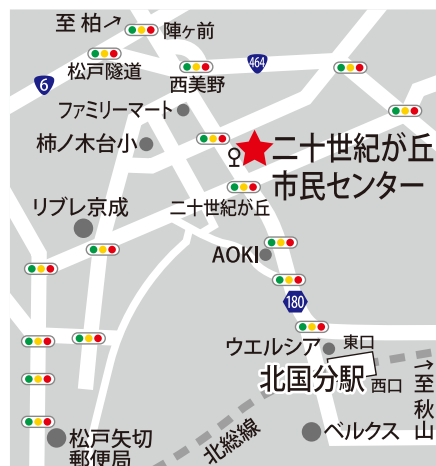 至 柏→
陣ヶ前
6
松戸隧道
西美野
464
ファミリーマート
柿ノ木台小
二十世紀が丘
市民センター
リブレ京成
二十世紀が丘
AOKI
180
ウエルシア
東口
北国分駅
西口
→至秋山
北総線
ベルクス
松戸矢切
郵便局